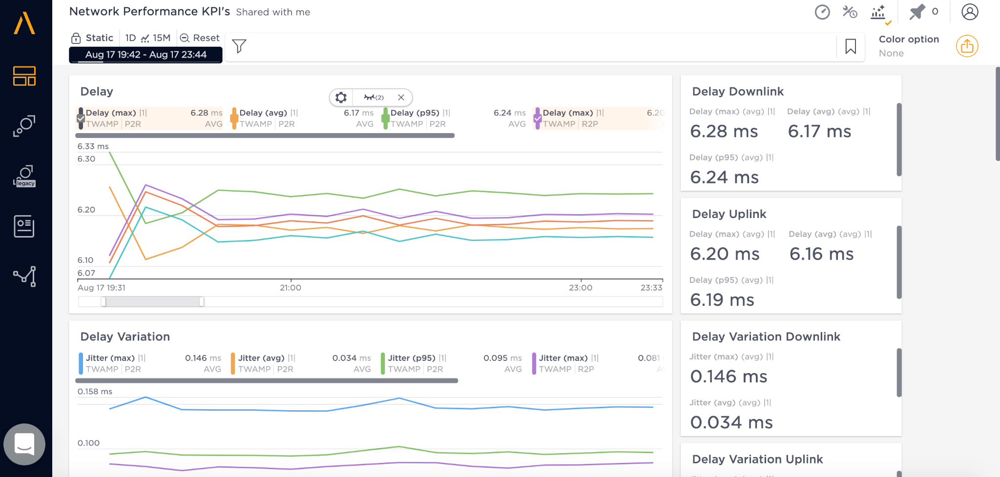 Network Performance KPI's Shared with me
0
Static 1D 15M Reset
Aug 17 19:42 - Aug 17 23:44
Color option
None
legacy
Delay
(2)
Delay (max) |1| 6.28 ms Delay (avg) |1| 6.17 ms Delay (p95) |1| 6.24 ms Delay (max) |1| 6.20
TWAMP P2R AVG TWAMP P2R AVG TWAMP P2R AVG TWAMP R2P
6.33 ms
6.30
6.20
6.10
6.07
Aug 17 19:31 21:00 23:00 23:33
Delay Downlink
Delay (max) (avg) |1| Delay (avg) (avg) |1|
6.28 ms 6.17 ms
Delay (p95) (avg) |1|
6.24 ms
Delay Uplink
Delay (max) (avg) |1| Delay (avg) (avg) |1|
6.20 ms 6.16 ms
Delay (p95) (avg) |1|
6.19 ms
Delay Variation
Jitter (max) |1| 0.146 ms Jitter (avg) |1| 0.034 ms Jitter (p95) |1| 0.095 ms Jitter (max) |1| 0.081
TWAMP P2R AVG TWAMP P2R AVG TWAMP P2R AVG TWAMP R2P
0.158 ms
0.100
Delay Variation Downlink
Jitter (max) (avg) |1|
0.146 ms
Jitter (avg) (avg) |1|
0.034 ms
Delay Variation Uplink